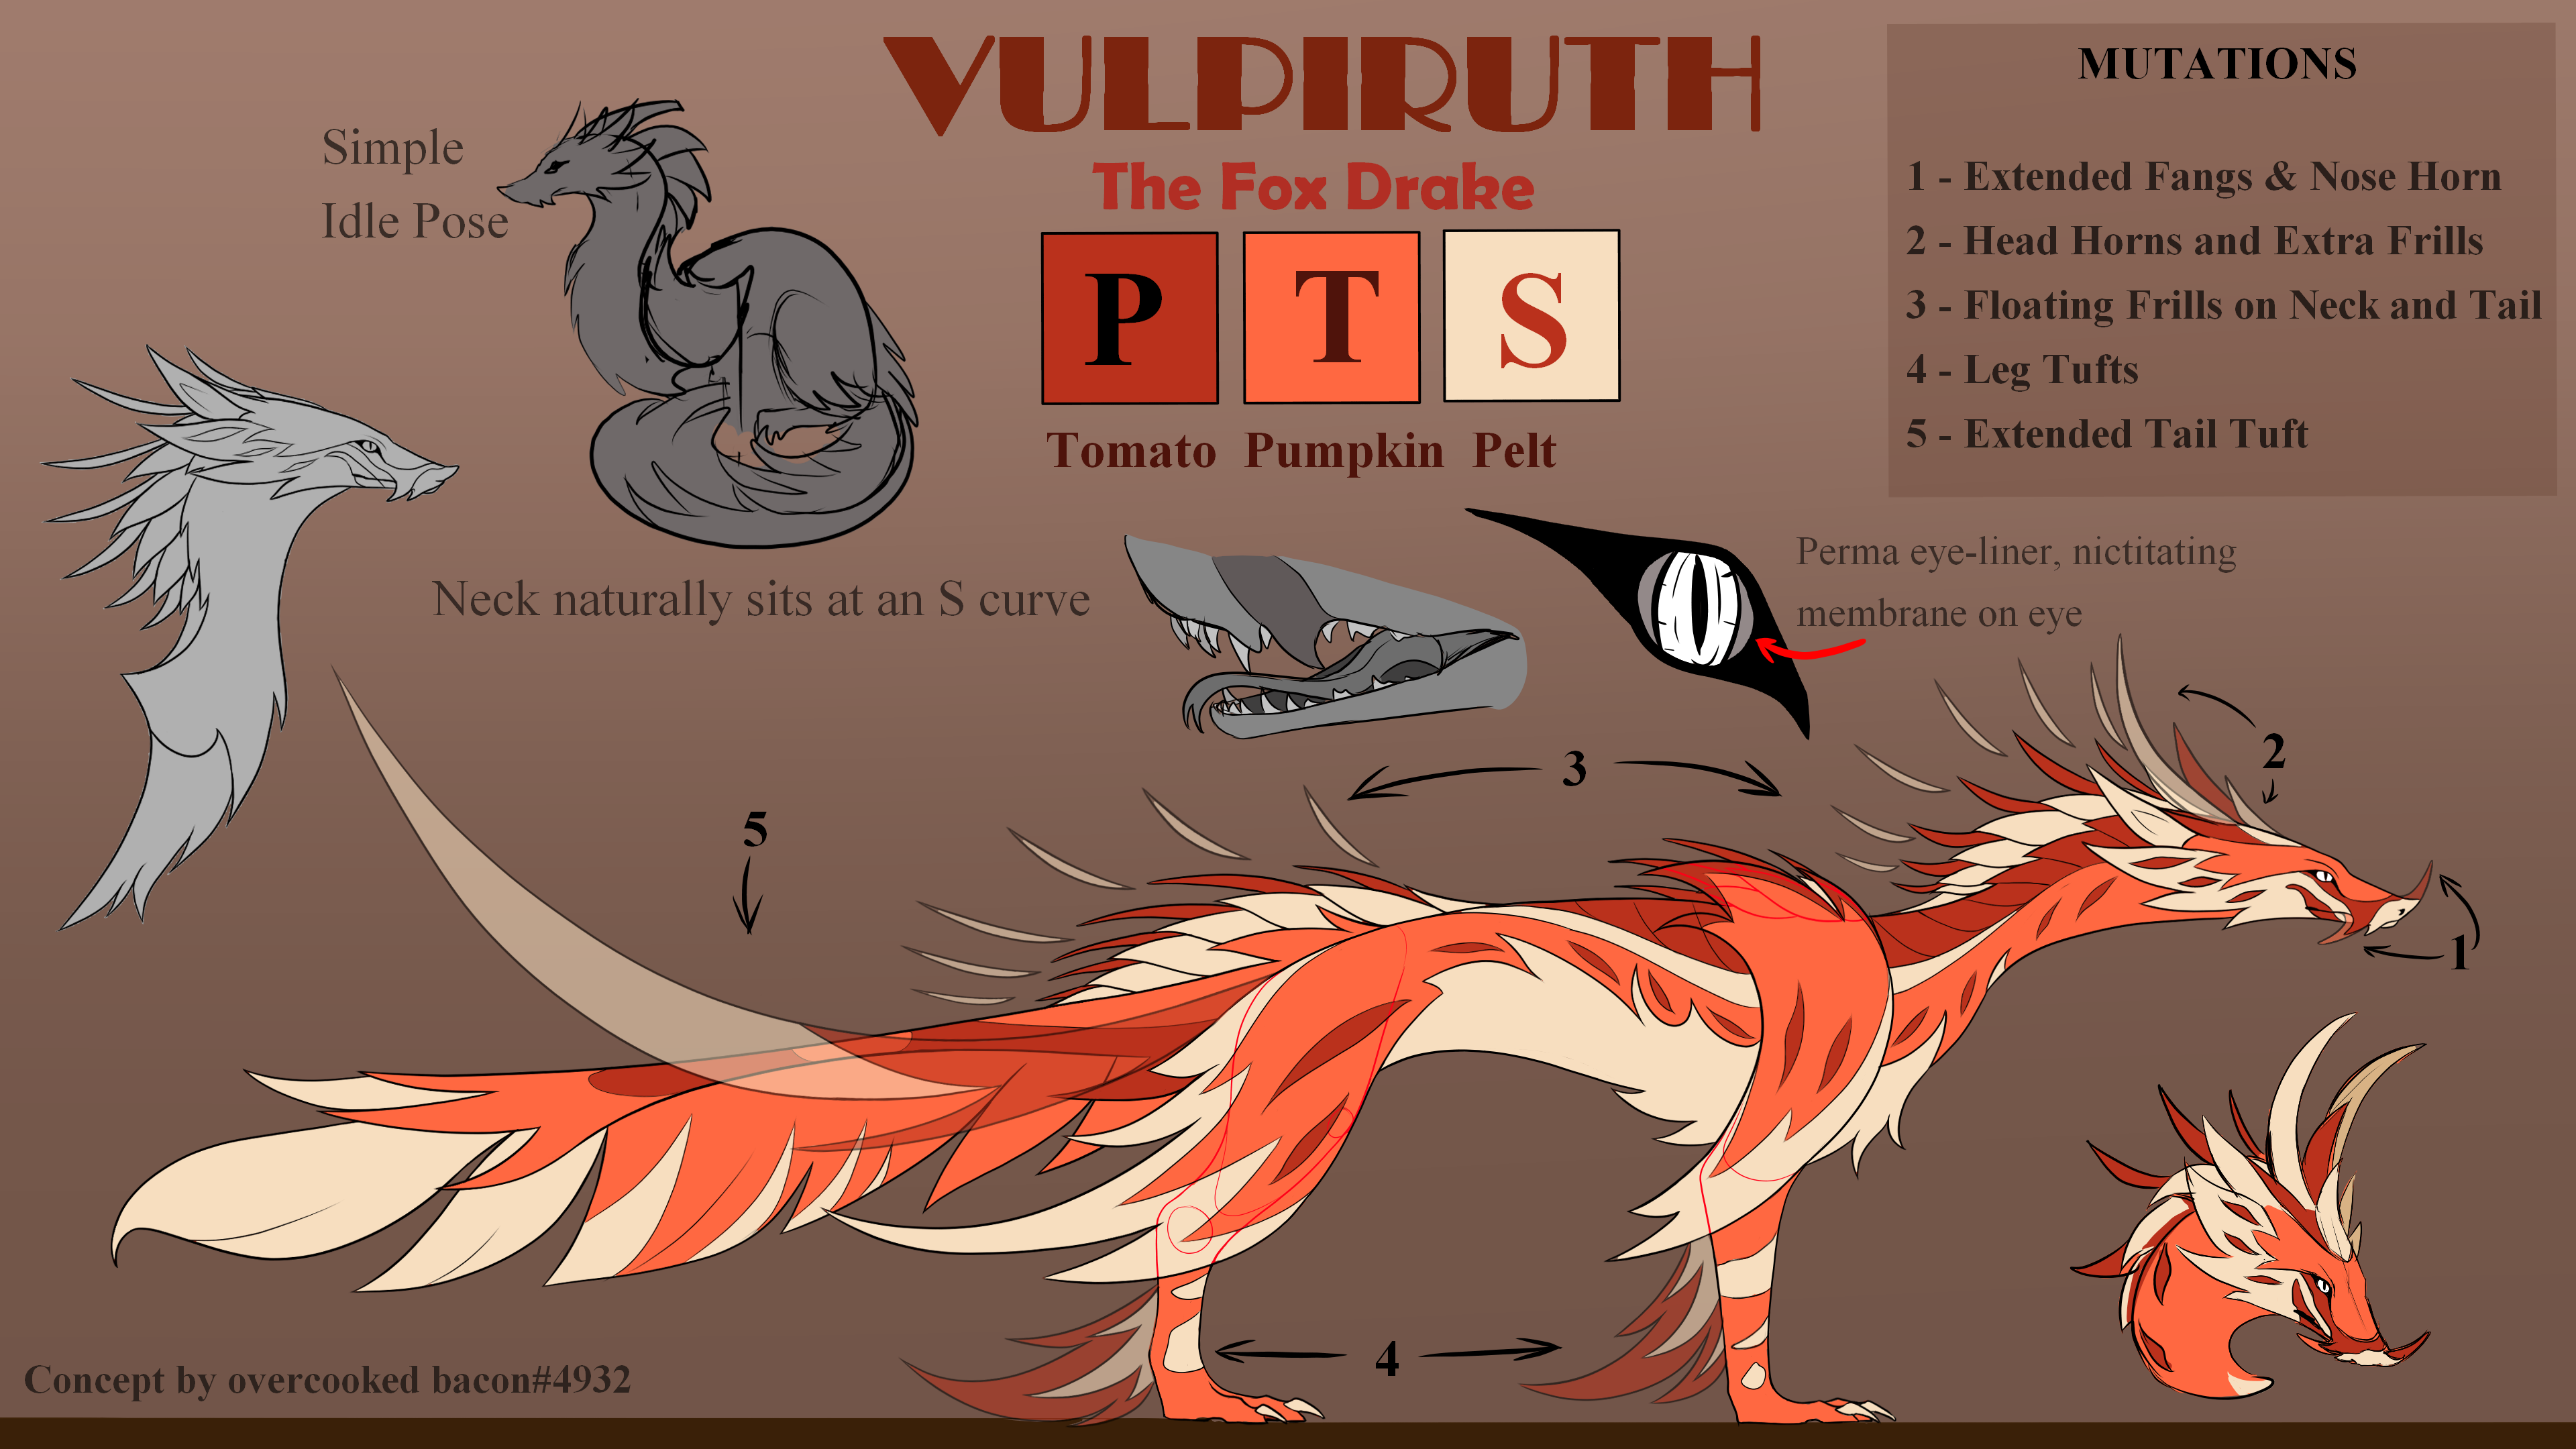 VULPIRUTH
The Fox Drake
P T S
Tomato Pumpkin Pelt
MUTATIONS
1 - Extended Fangs & Nose Horn
2 - Head Horns and Extra Frills
3 - Floating Frills on Neck and Tail
4 - Leg Tufts
5 - Extended Tail Tuft
Simple
Idle Pose
Neck naturally sits at an S curve
Perma eye-liner, nictitating
membrane on eye
3
2
5
1
4
Concept by overcooked bacon#4932